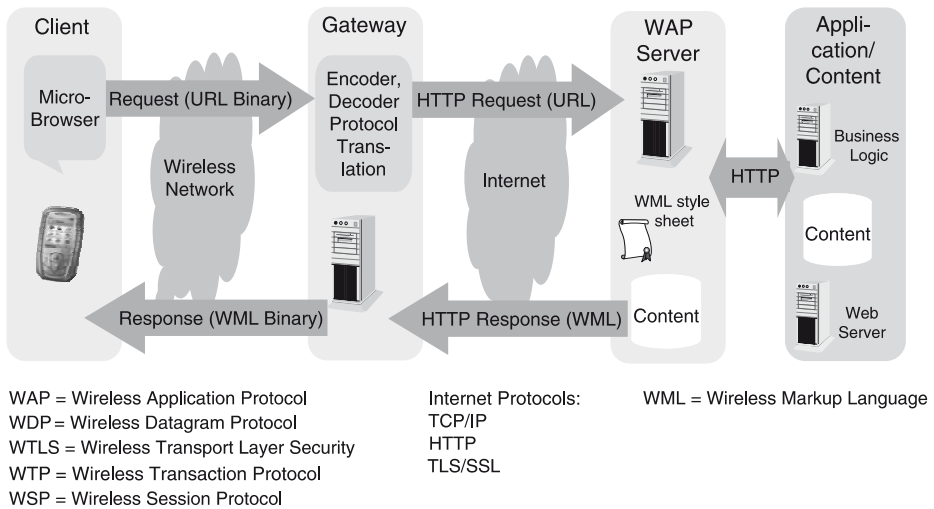 Client
Gateway
WAP
Server
Appli-
cation/
Content
Micro-
Browser
Request (URL Binary)
Encoder,
Decoder
Protocol
Trans-
lation
HTTP Request (URL)
Wireless
Network
Internet
HTTP
Business
Logic
WML style
sheet
Content
Response (WML Binary)
HTTP Response (WML)
Content
Web
Server
WAP = Wireless Application Protocol
WDP = Wireless Datagram Protocol
WTLS = Wireless Transport Layer Security
WTP = Wireless Transaction Protocol
WSP = Wireless Session Protocol
Internet Protocols:
TCP/IP
HTTP
TLS/SSL
WML = Wireless Markup Language